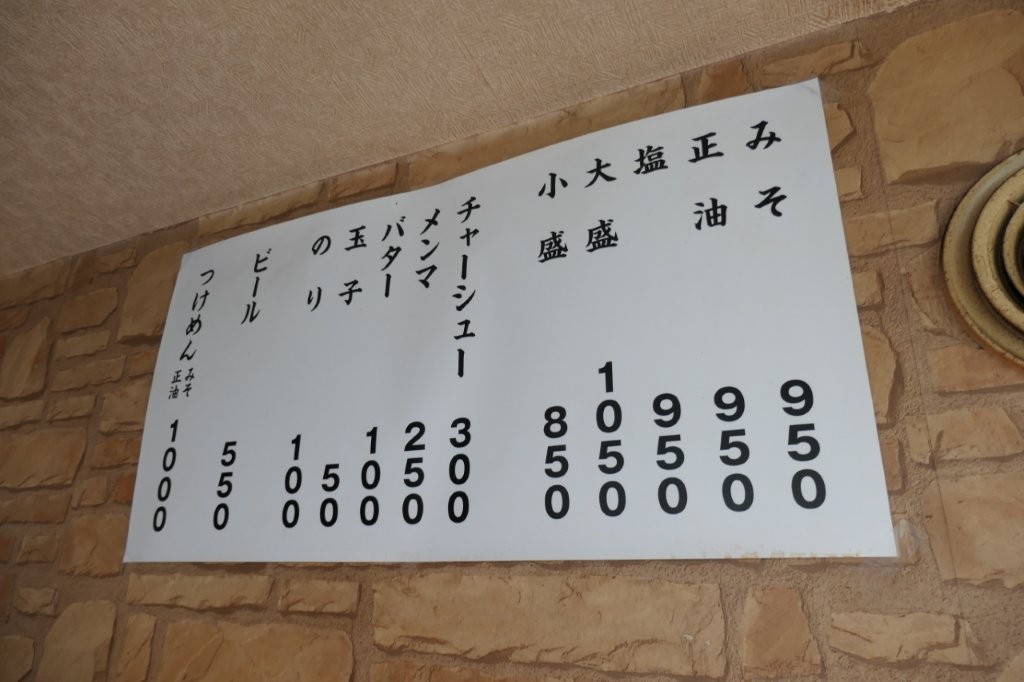 みそ 950
正油 950
塩 950
大盛 1050
小盛 850
チャーシュー 300
メンマ 250
バター 100
玉子 50
のり 100
ビール 550
つけめん みそ 正油 1000